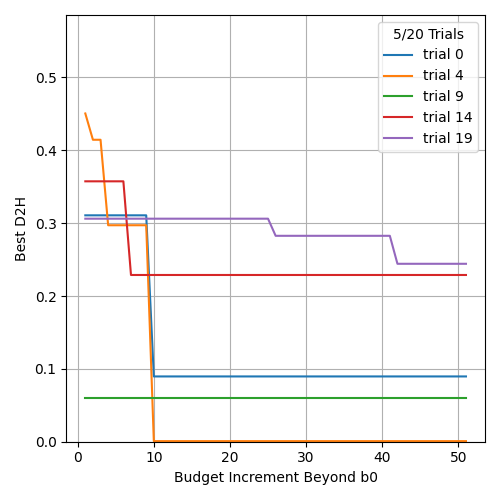 5/20 Trials
trial 0
trial 4
trial 9
trial 14
trial 19
Best D2H
0.5
0.4
0.3
0.2
0.1
0.0
0 10 20 30 40 50
Budget Increment Beyond b0